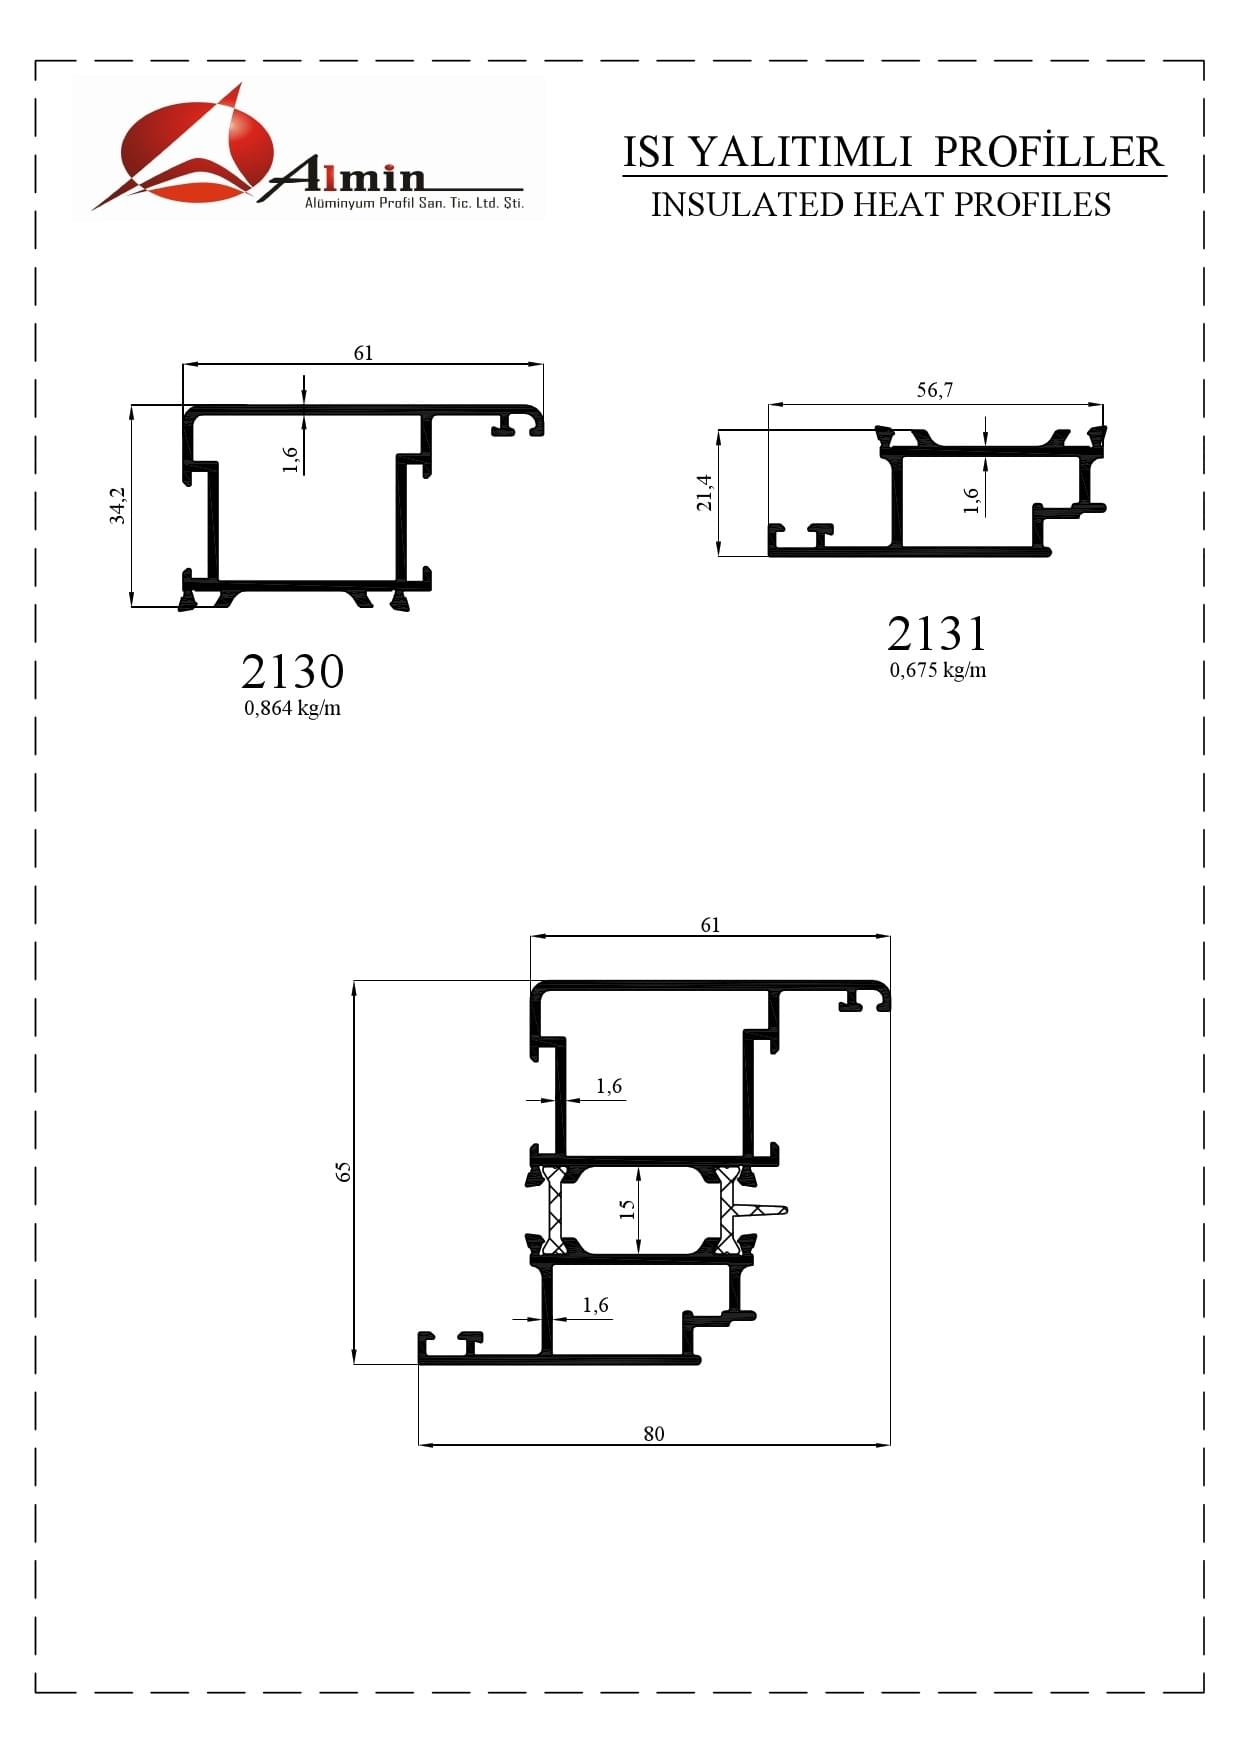 Almin
Alüminyum Profil San. Tic. Ltd. Şti.
ISI YALITIMLI PROFİLLER
INSULATED HEAT PROFILES
61
1,6
34,2
2130
0,864 kg/m
56,7
21,4
1,6
2131
0,675 kg/m
61
1,6
65
15
1,6
80